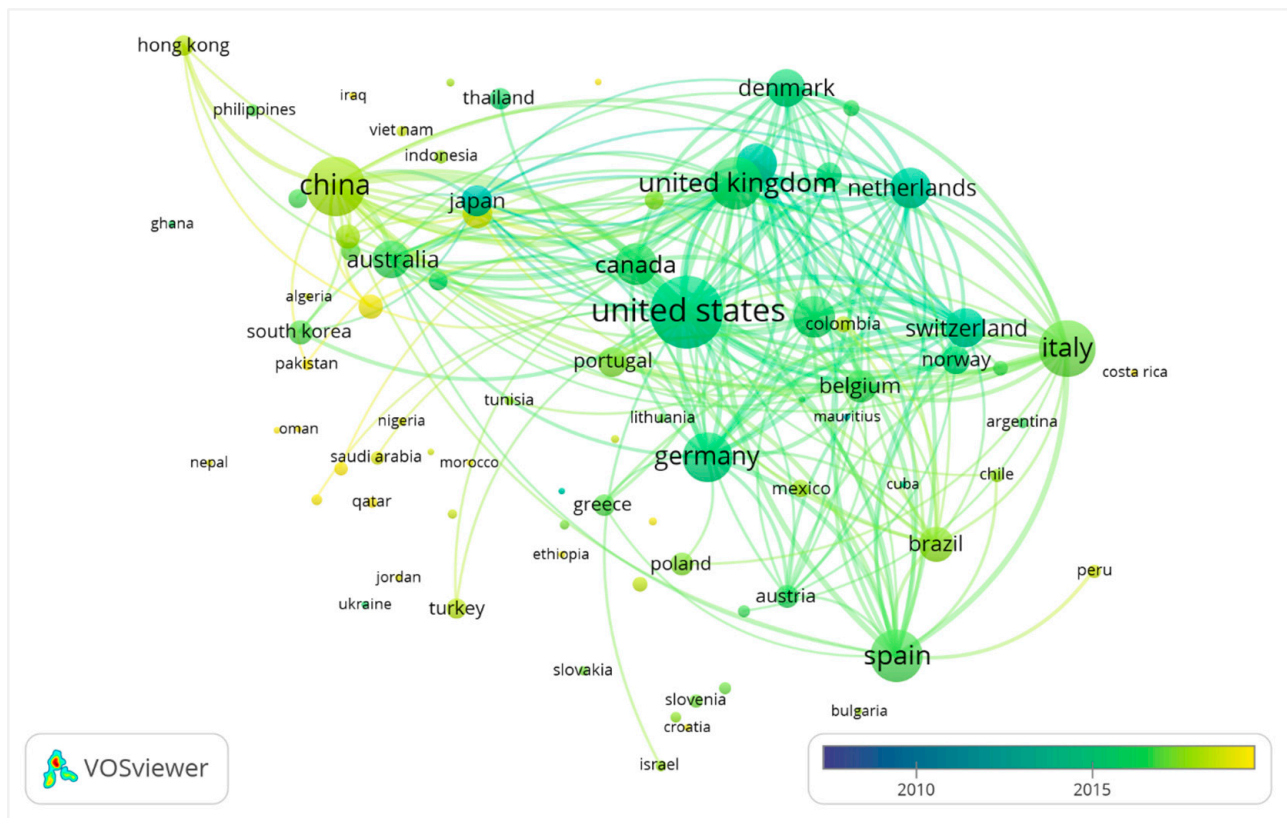 hong kong
denmark
iraq
thailand
philippines
viet nam
indonesia
china
united kingdom
netherlands
japan
ghana
australia
canada
algeria
united states
south korea
colombia
switzerland
italy
pakistan
portugal
norway
costa rica
belgium
tunisia
lithuania
mauritius
argentina
oman
nigeria
nepal
saudi arabia
morocco
germany
qatar
greece
mexico
cuba
chile
ethiopia
poland
brazil
jordan
peru
ukraine
turkey
austria
slovakia
spain
slovenia
bulgaria
croatia
israel
VOSviewer
2010
2015